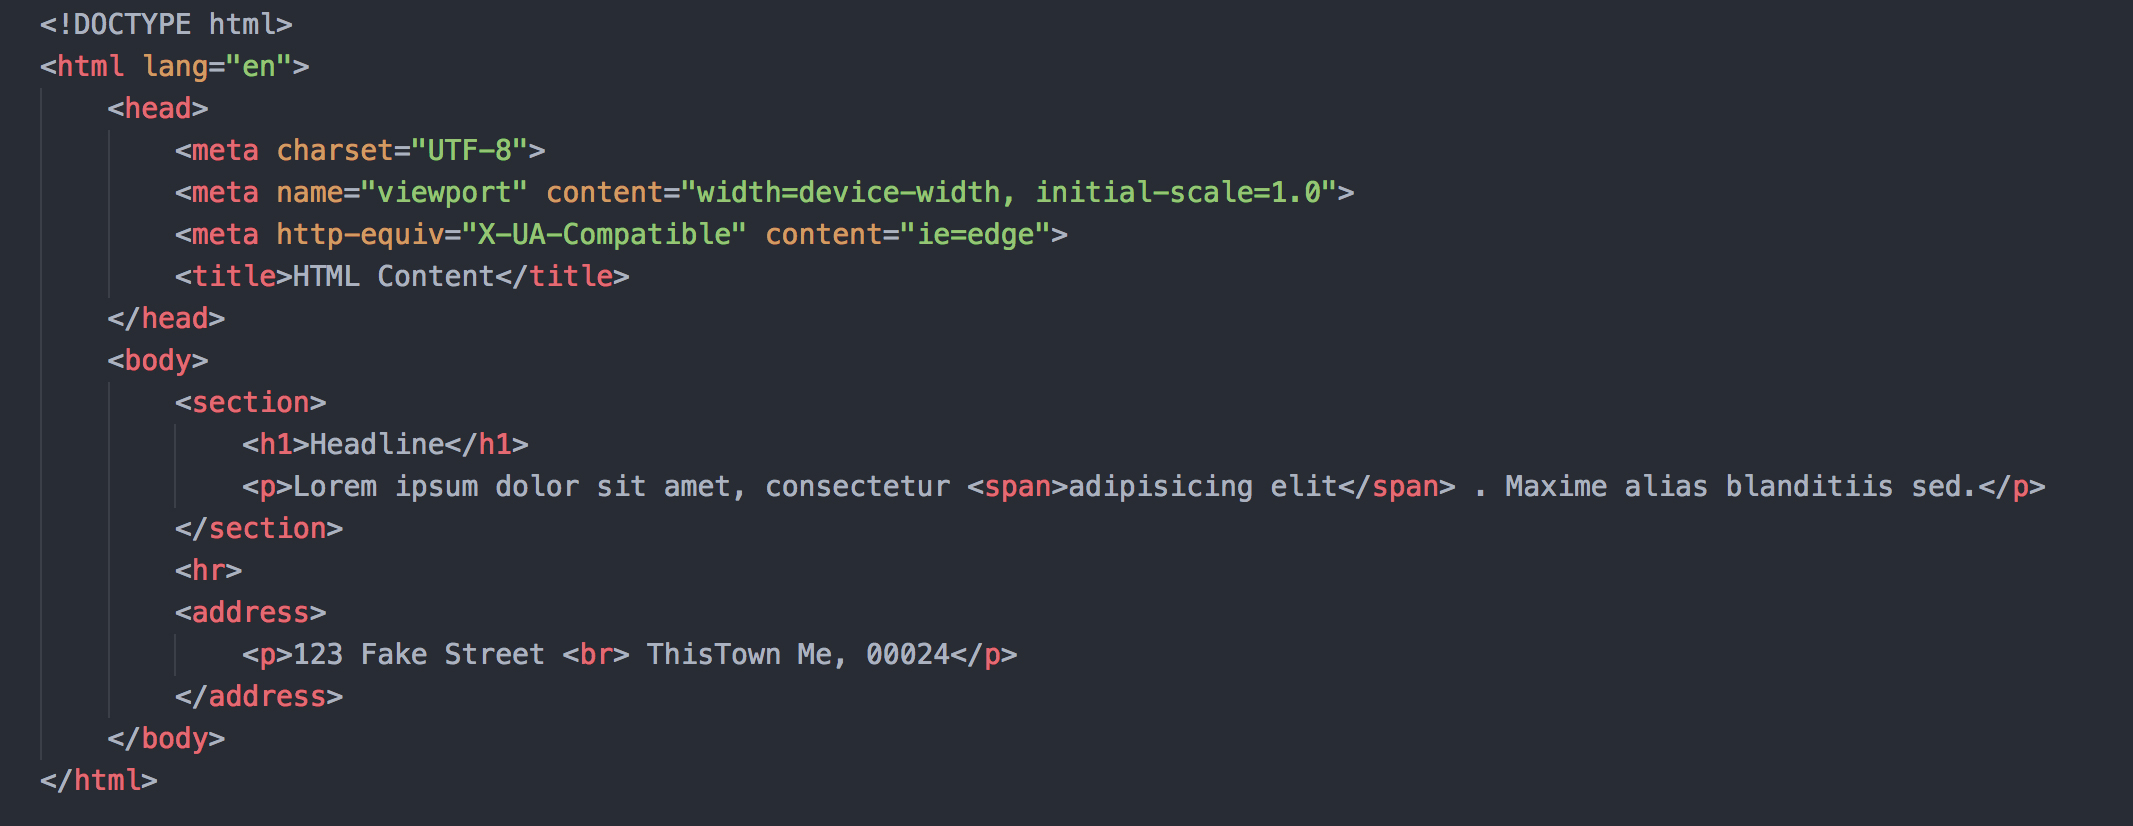 <!DOCTYPE html>
<html lang="en">
    <head>
        <meta charset="UTF-8">
        <meta name="viewport" content="width=device-width, initial-scale=1.0">
        <meta http-equiv="X-UA-Compatible" content="ie=edge">
        <title>HTML Content</title>
    </head>
    <body>
        <section>
            <h1>Headline</h1>
            <p>Lorem ipsum dolor sit amet, consectetur <span>adipisicing elit</span> . Maxime alias blanditiis sed.</p>
        </section>
        <hr>
        <address>
            <p>123 Fake Street <br> ThisTown Me, 00024</p>
        </address>
    </body>
</html>